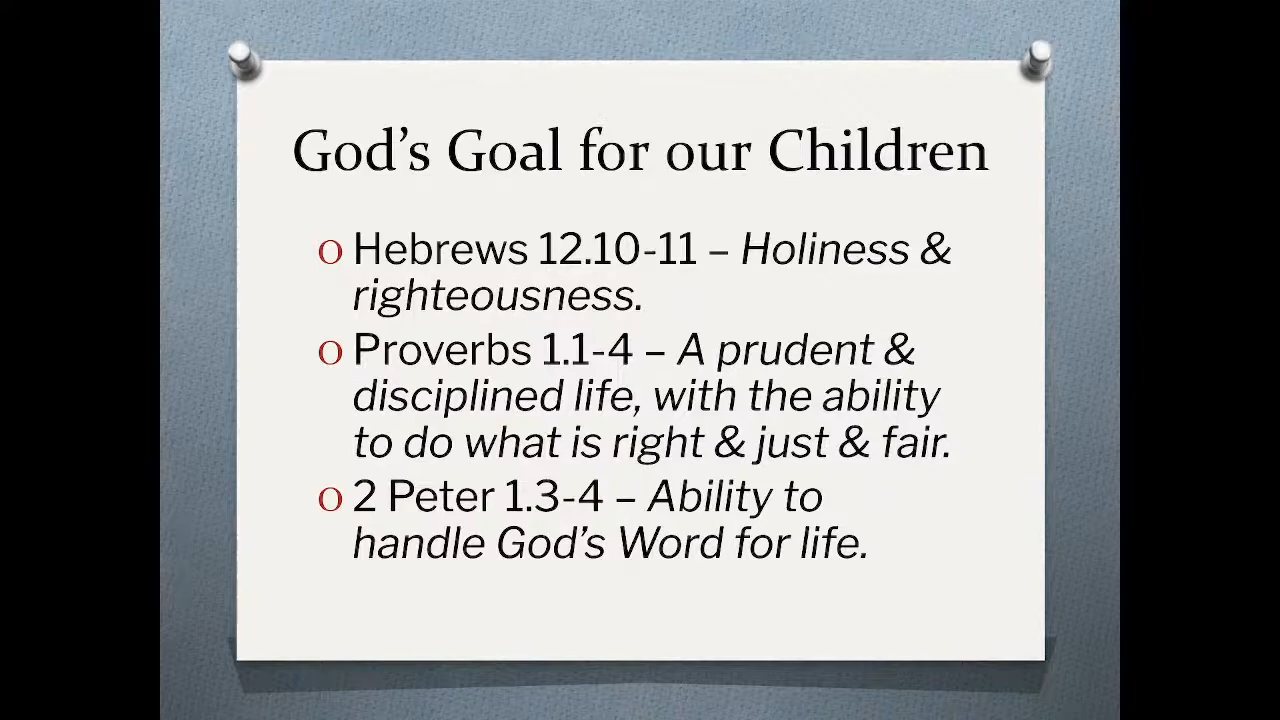 God’s Goal for our Children
O Hebrews 12.10-11 – Holiness &
righteousness.
O Proverbs 1.1-4 – A prudent &
disciplined life, with the ability
to do what is right & just & fair.
O 2 Peter 1.3-4 – Ability to
handle God’s Word for life.